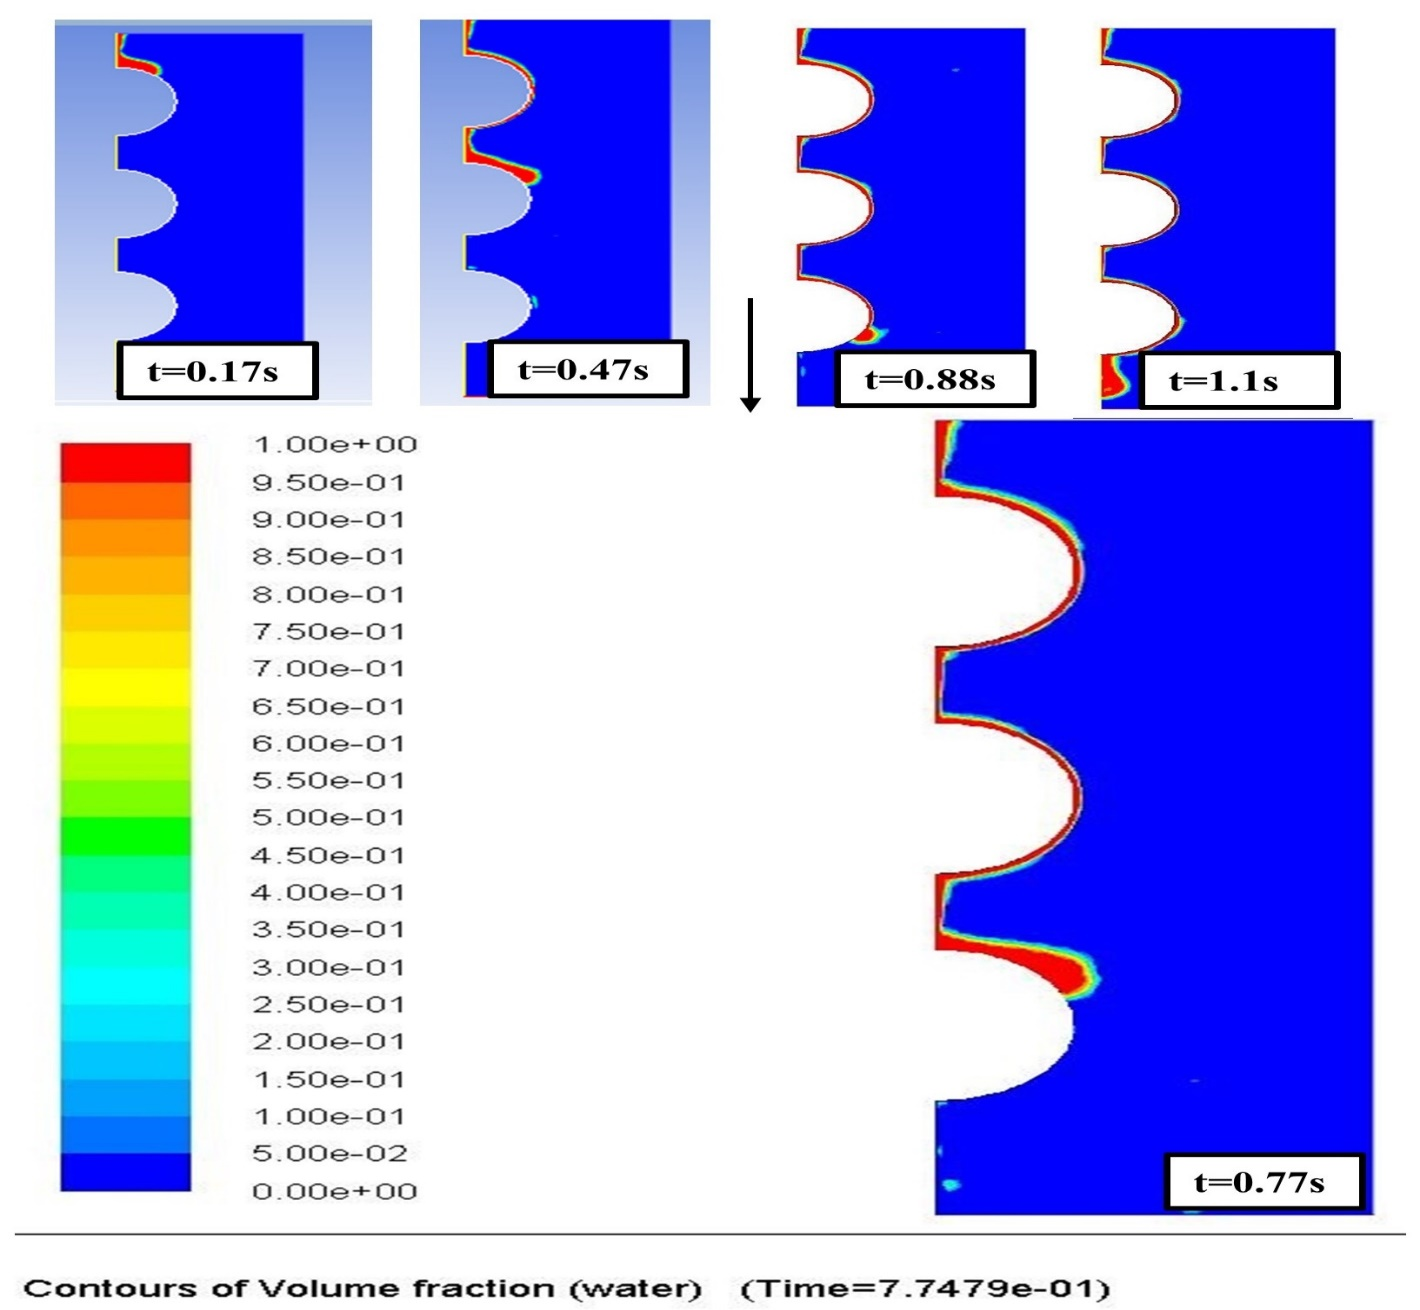 t=0.17s
t=0.47s
t=0.88s
t=1.1s
1.00e+00
9.50e-01
9.00e-01
8.50e-01
8.00e-01
7.50e-01
7.00e-01
6.50e-01
6.00e-01
5.50e-01
5.00e-01
4.50e-01
4.00e-01
3.50e-01
3.00e-01
2.50e-01
2.00e-01
1.50e-01
1.00e-01
5.00e-02
0.00e+00
t=0.77s
Contours of Volume fraction (water) (Time=7.7479e-01)